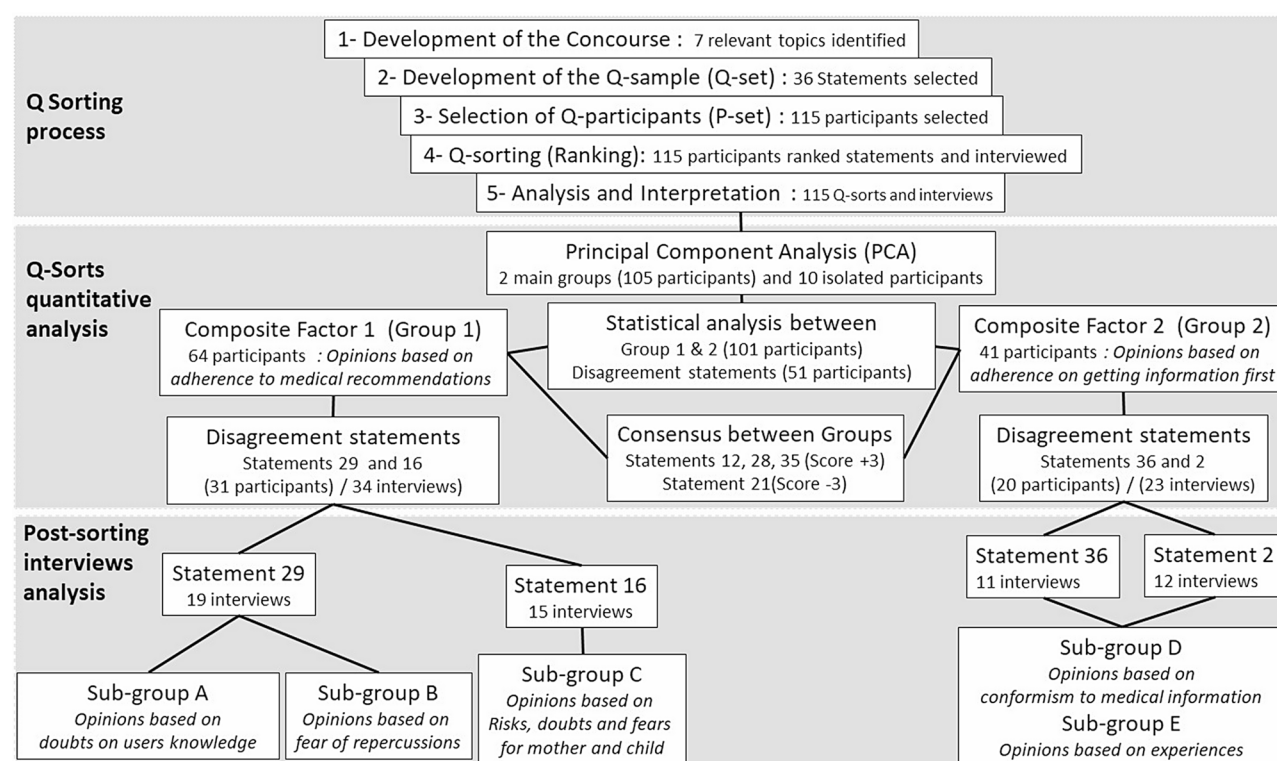 Q Sorting
process
1- Development of the Concourse : 7 relevant topics identified
2- Development of the Q-sample (Q-set) : 36 Statements selected
3- Selection of Q-participants (P-set) : 115 participants selected
4- Q-sorting (Ranking): 115 participants ranked statements and interviewed
5- Analysis and Interpretation : 115 Q-sorts and interviews
Q-Sorts
quantitative
analysis
Principal Component Analysis (PCA)
2 main groups (105 participants) and 10 isolated participants
Composite Factor 1 (Group 1)
64 participants : Opinions based on
adherence to medical recommendations
Statistical analysis between
Group 1 & 2 (101 participants)
Disagreement statements (51 participants)
Composite Factor 2 (Group 2)
41 participants : Opinions based on
adherence on getting information first
Disagreement statements
Statements 29 and 16
(31 participants) / 34 interviews)
Consensus between Groups
Statements 12, 28, 35 (Score +3)
Statement 21(Score -3)
Disagreement statements
Statements 36 and 2
(20 participants) / (23 interviews)
Post-sorting
interviews
analysis
Statement 29
19 interviews
Statement 16
15 interviews
Statement 36
11 interviews
Statement 2
12 interviews
Sub-group A
Opinions based on
doubts on users knowledge
Sub-group B
Opinions based on
fear of repercussions
Sub-group C
Opinions based on
Risks, doubts and fears
for mother and child
Sub-group D
Opinions based on
conformism to medical information
Sub-group E
Opinions based on experiences